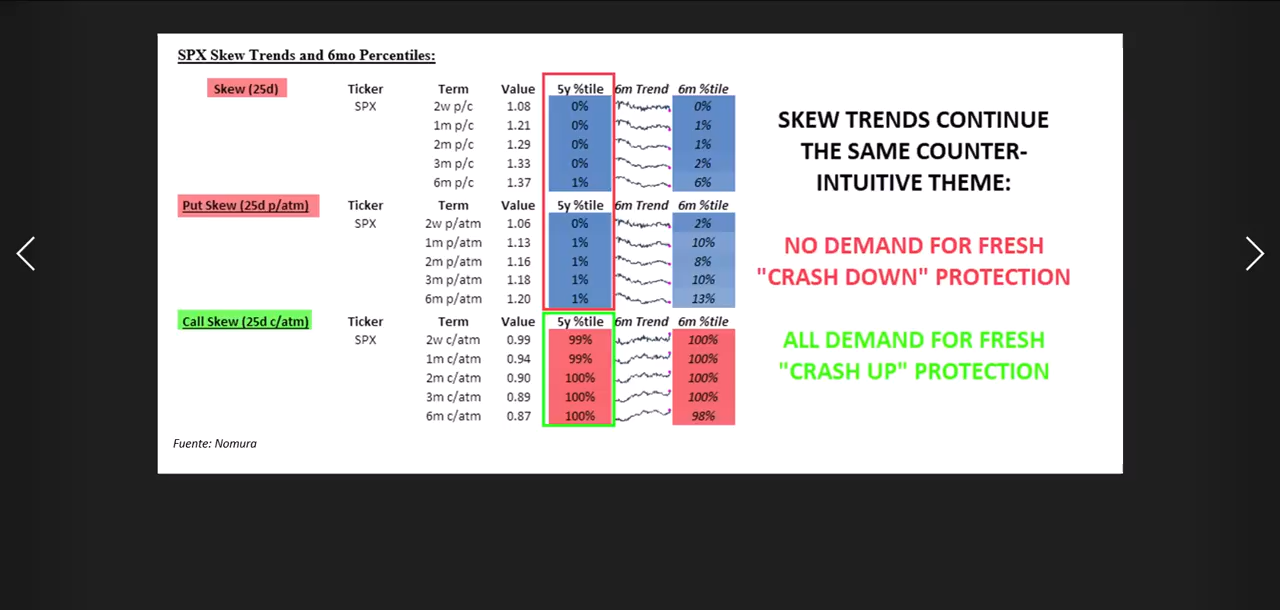 SPX Skew Trends and 6mo Percentiles:
Skew (25d) Ticker Term Value 5y %tile 6m Trend 6m %tile
SPX 2w p/c 1.08 0% 0%
1m p/c 1.21 0% 1%
2m p/c 1.29 0% 1%
3m p/c 1.33 0% 2%
6m p/c 1.37 1% 6%
Put Skew (25d p/atm) Ticker Term Value 5y %tile 6m Trend 6m %tile
SPX 2w p/atm 1.06 0% 2%
1m p/atm 1.13 1% 10%
2m p/atm 1.16 1% 8%
3m p/atm 1.18 1% 10%
6m p/atm 1.20 1% 13%
Call Skew (25d c/atm) Ticker Term Value 5y %tile 6m Trend 6m %tile
SPX 2w c/atm 0.99 99% 100%
1m c/atm 0.94 99% 100%
2m c/atm 0.90 100% 100%
3m c/atm 0.89 100% 100%
6m c/atm 0.87 100% 98%
Fuente: Nomura
SKEW TRENDS CONTINUE
THE SAME COUNTER-
INTUITIVE THEME:
NO DEMAND FOR FRESH
"CRASH DOWN" PROTECTION
ALL DEMAND FOR FRESH
"CRASH UP" PROTECTION